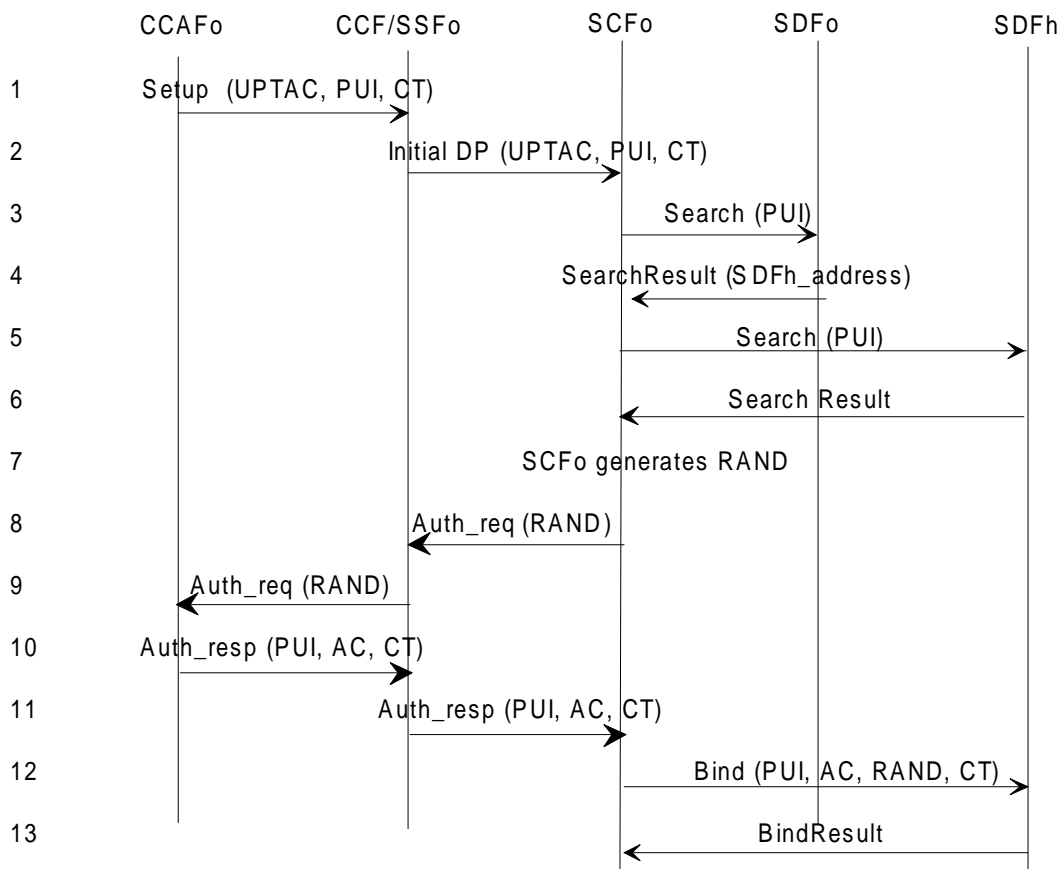 CCAFo CCF/SSFo SCFo SDFo SDFh
1 Setup (UPTAC, PUI, CT)
2 Initial DP (UPTAC, PUI, CT)
3 Search (PUI)
4 SearchResult (SDFh_address)
5 Search (PUI)
6 Search Result
7 SCFo generates RAND
8 Auth_req (RAND)
9 Auth_req (RAND)
10 Auth_resp (PUI, AC, CT)
11 Auth_resp (PUI, AC, CT)
12 Bind (PUI, AC, RAND, CT)
13 BindResult